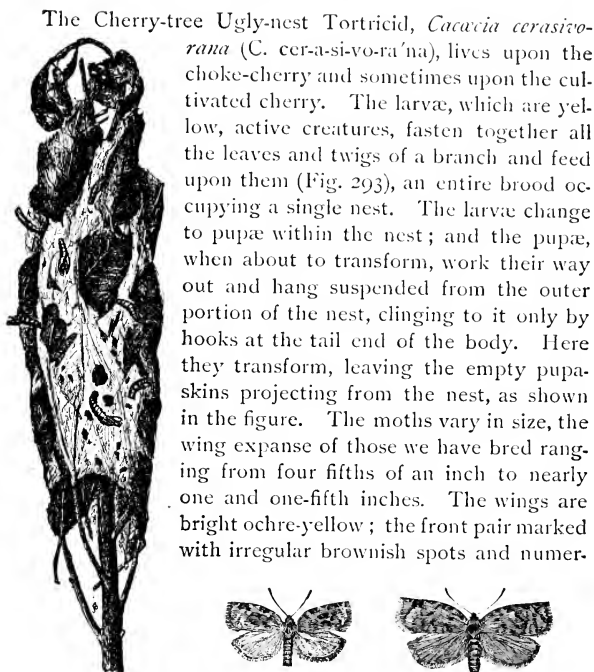 The Cherry-tree Ugly-nest Tortricid, Cacœcia cerasivo-
rana (C. cer-a-si-vo-ra′na), lives upon the
choke-cherry and sometimes upon the cul-
tivated cherry. The larvæ, which are yel-
low, active creatures, fasten together all
the leaves and twigs of a branch and feed
upon them (Fig. 293), an entire brood oc-
cupying a single nest. The larvæ change
to pupæ within the nest; and the pupæ,
when about to transform, work their way
out and hang suspended from the outer
portion of the nest, clinging to it only by
hooks at the tail end of the body. Here
they transform, leaving the empty pupa-
skins projecting from the nest, as shown
in the figure. The moths vary in size, the
wing expanse of those we have bred rang-
ing from four fifths of an inch to nearly
one and one-fifth inches. The wings are
bright ochre-yellow; the front pair marked
with irregular brownish spots and numer-